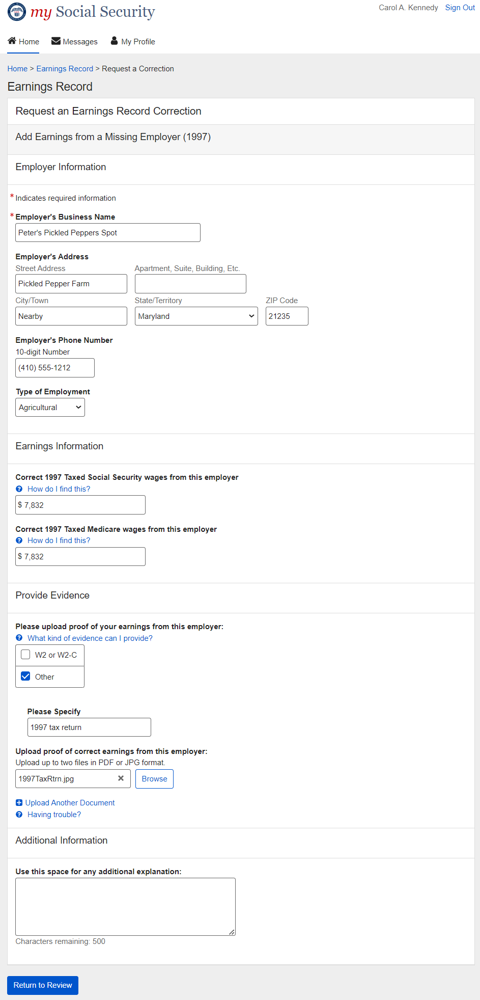 my Social Security
Carol A. Kennedy Sign Out
Home Messages My Profile
Home > Earnings Record > Request a Correction
Earnings Record
Request an Earnings Record Correction
Add Earnings from a Missing Employer (1997)
Employer Information
* Indicates required information
* Employer's Business Name
Peter's Pickled Peppers Spot
Employer's Address
Street Address Apartment, Suite, Building, Etc.
Pickled Pepper Farm
City/Town State/Territory ZIP Code
Nearby Maryland 21235
Employer's Phone Number
10-digit Number
(410) 555-1212
Type of Employment
Agricultural
Earnings Information
Correct 1997 Taxed Social Security wages from this employer
? How do I find this?
$ 7,832
Correct 1997 Taxed Medicare wages from this employer
? How do I find this?
$ 7,832
Provide Evidence
Please upload proof of your earnings from this employer:
? What kind of evidence can I provide?
W2 or W2-C
Other
Please Specify
1997 tax return
Upload proof of correct earnings from this employer:
Upload up to two files in PDF or JPG format.
1997TaxRtrn.jpg Browse
Upload Another Document
? Having trouble?
Additional Information
Use this space for any additional explanation:
Characters remaining: 500
Return to Review